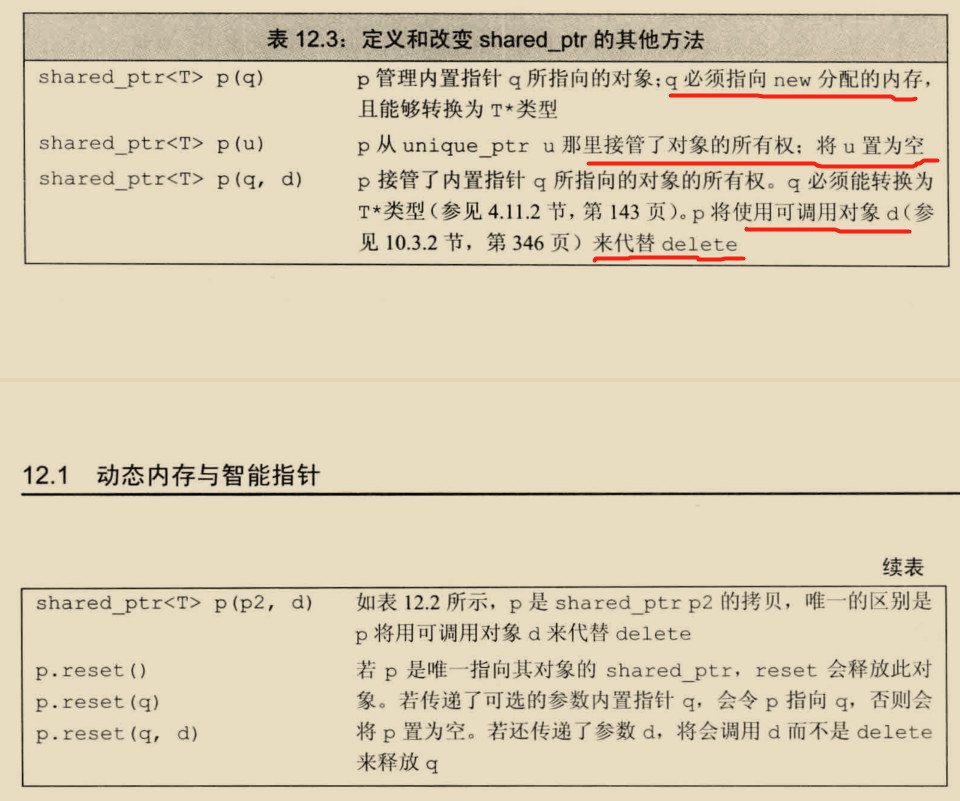 表 12.3：定义和改变 shared_ptr 的其他方法
shared_ptr<T> p(q) p 管理内置指针 q 所指向的对象；q 必须指向 new 分配的内存，
且能够转换为 T*类型
shared_ptr<T> p(u) p 从 unique_ptr u 那里接管了对象的所有权；将 u 置为空
shared_ptr<T> p(q, d) p 接管了内置指针 q 所指向的对象的所有权。q 必须能转换为
T*类型（参见 4.11.2 节，第 143 页）。p 将使用可调用对象 d（参
见 10.3.2 节，第 346 页）来代替 delete
12.1 动态内存与智能指针
续表
shared_ptr<T> p(p2, d) 如表 12.2 所示，p 是 shared_ptr p2 的拷贝，唯一的区别是
p 将用可调用对象 d 来代替 delete
p.reset() 若 p 是唯一指向其对象的 shared_ptr，reset 会释放此对
p.reset(q) 象。若传递了可选的参数内置指针 q，会令 p 指向 q，否则会
p.reset(q, d) 将 p 置为空。若还传递了参数 d，将会调用 d 而不是 delete
来释放 q